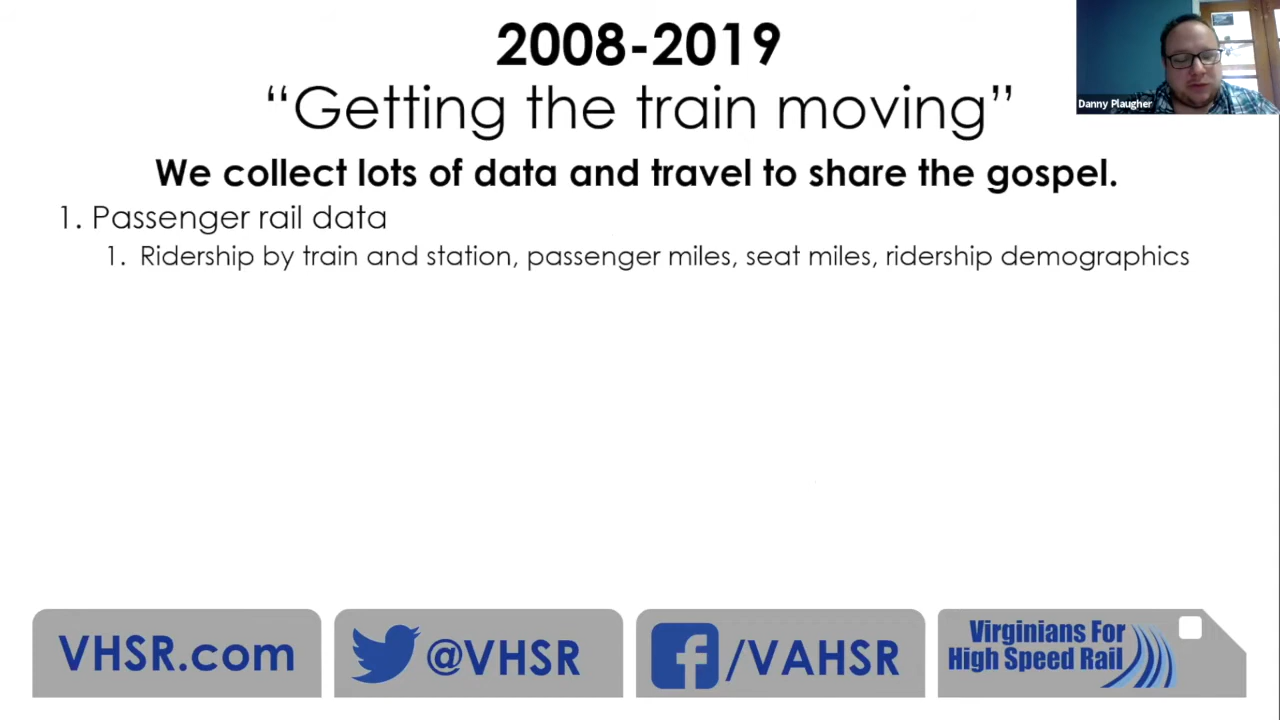 2008-2019
“Getting the train moving”
Danny Plaugher
We collect lots of data and travel to share the gospel.
1. Passenger rail data
1. Ridership by train and station, passenger miles, seat miles, ridership demographics
VHSR.com
@VHSR
/VAHSR
Virginians For
High Speed Rail